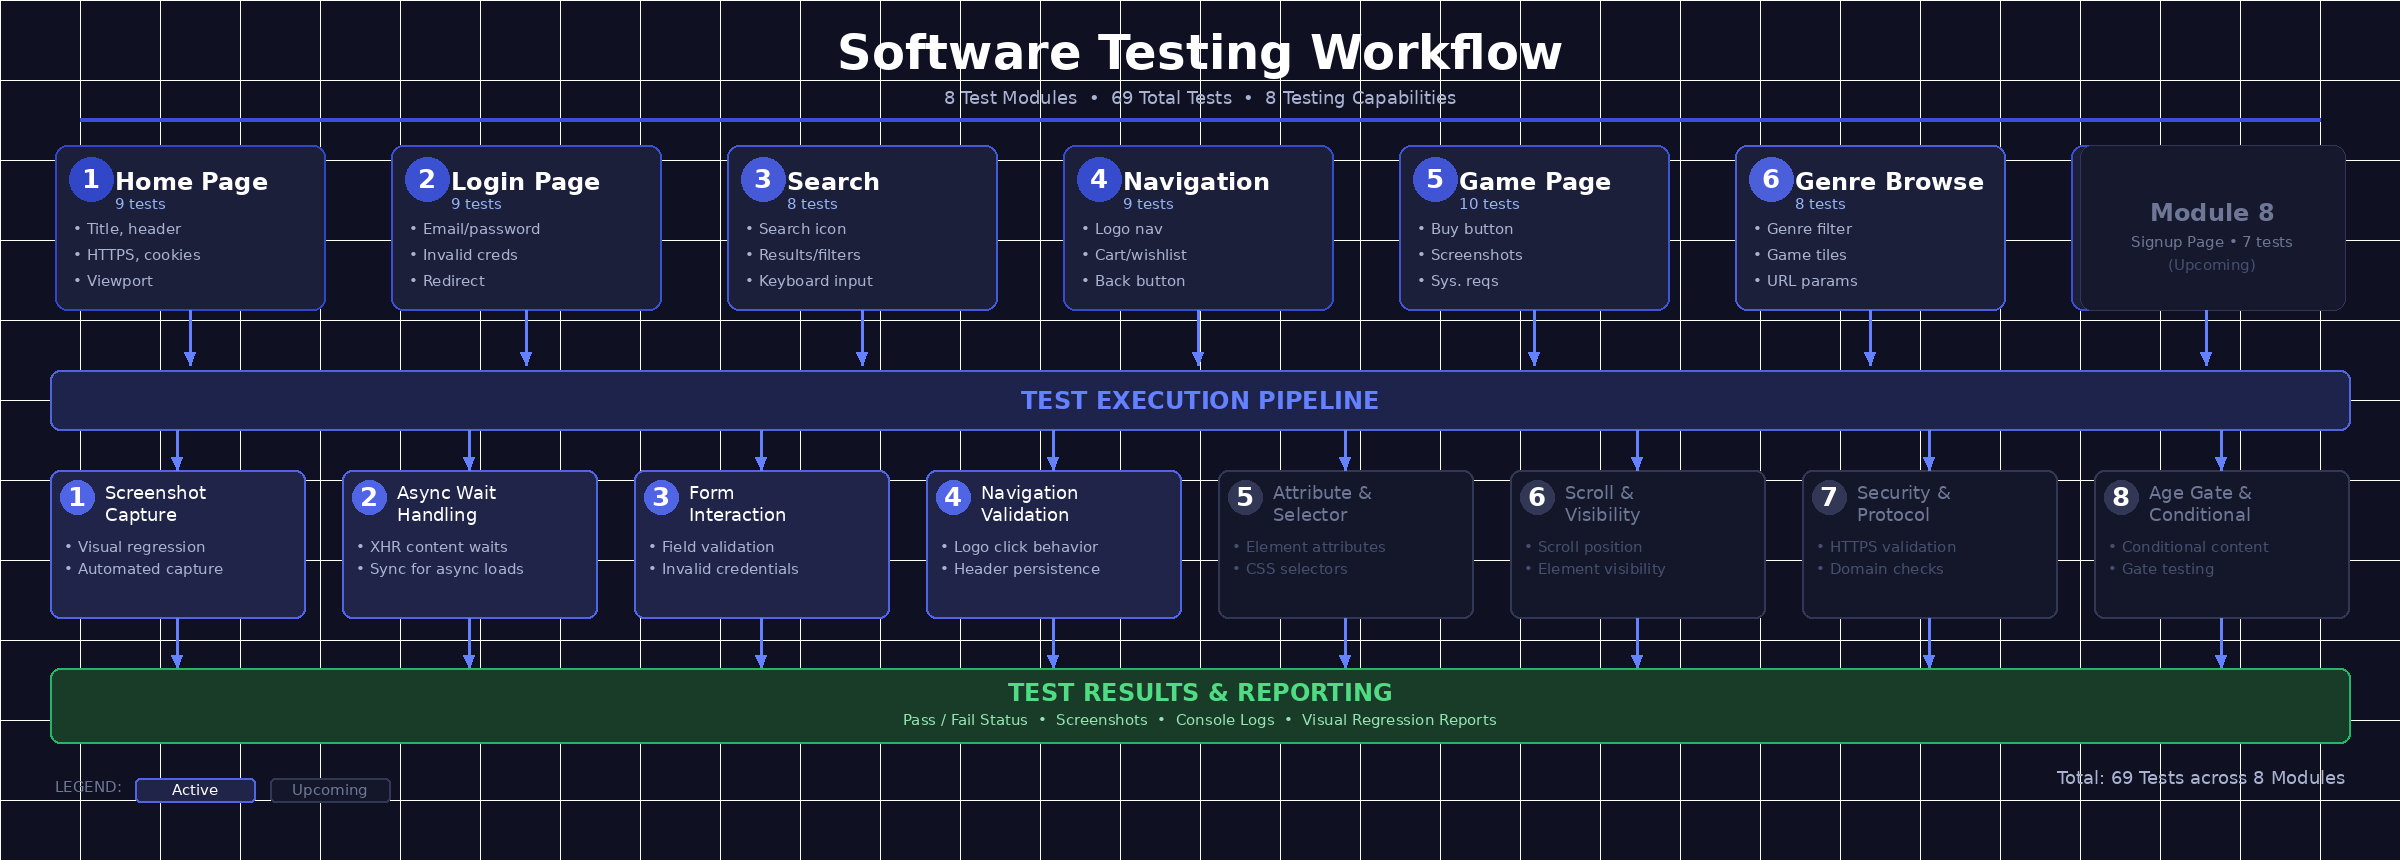 Software Testing Workflow
8 Test Modules • 69 Total Tests • 8 Testing Capabilities
1 Home Page
9 tests
• Title, header
• HTTPS, cookies
• Viewport
2 Login Page
9 tests
• Email/password
• Invalid creds
• Redirect
3 Search
8 tests
• Search icon
• Results/filters
• Keyboard input
4 Navigation
9 tests
• Logo nav
• Cart/wishlist
• Back button
5 Game Page
10 tests
• Buy button
• Screenshots
• Sys. reqs
6 Genre Browse
8 tests
• Genre filter
• Game tiles
• URL params
Module 8
Signup Page • 7 tests
(Upcoming)
TEST EXECUTION PIPELINE
1 Screenshot
Capture
• Visual regression
• Automated capture
2 Async Wait
Handling
• XHR content waits
• Sync for async loads
3 Form
Interaction
• Field validation
• Invalid credentials
4 Navigation
Validation
• Logo click behavior
• Header persistence
5 Attribute &
Selector
• Element attributes
• CSS selectors
6 Scroll &
Visibility
• Scroll position
• Element visibility
7 Security &
Protocol
• HTTPS validation
• Domain checks
8 Age Gate &
Conditional
• Conditional content
• Gate testing
TEST RESULTS & REPORTING
Pass / Fail Status • Screenshots • Console Logs • Visual Regression Reports
LEGEND: Active Upcoming
Total: 69 Tests across 8 Modules